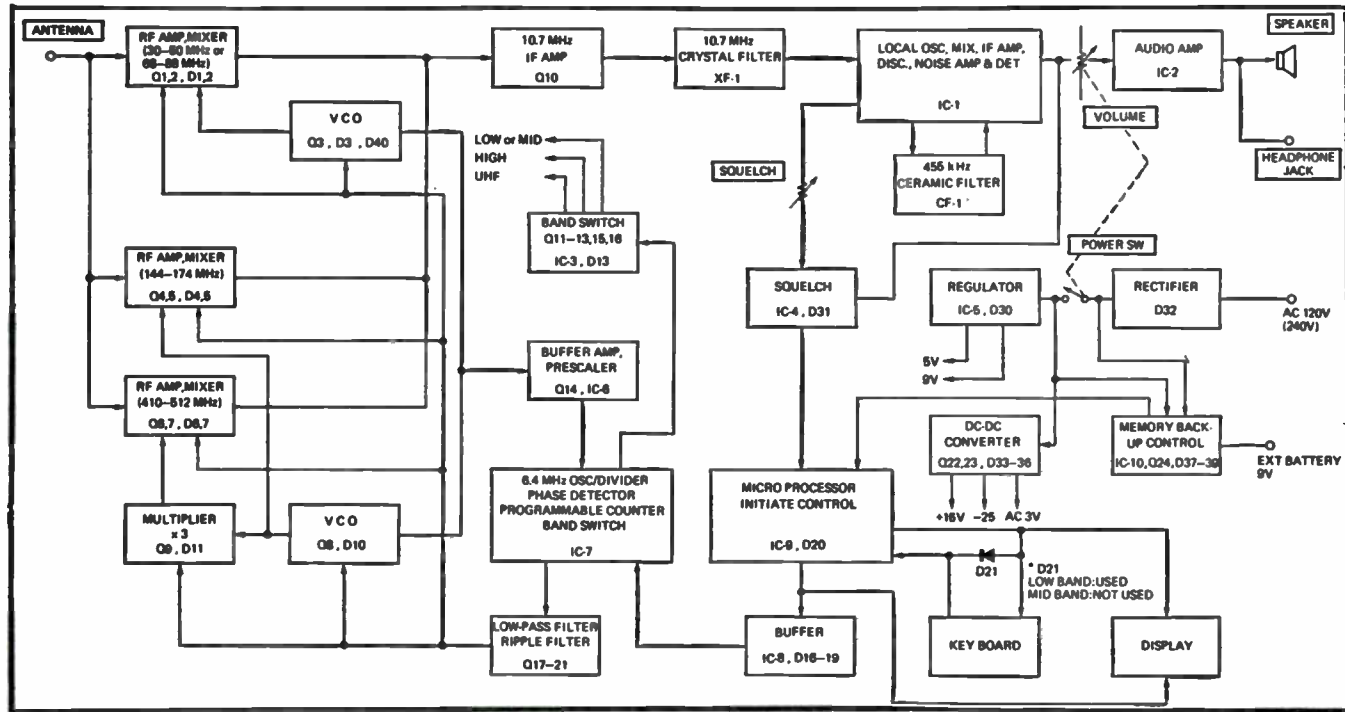 ANTENNA
RF AMP,MIXER
(30-60 MHz or
68-88 MHz)
Q1,2, D1,2
10.7 MHz
IF AMP
Q10
10.7 MHz
CRYSTAL FILTER
XF-1
LOCAL OSC, MIX, IF AMP,
DISC., NOISE AMP & DET
IC-1
AUDIO AMP
IC-2
SPEAKER
VOLUME
HEADPHONE
JACK
VCO
Q3, D3, D40
LOW or MID
HIGH
UHF
SQUELCH
455 kHz
CERAMIC FILTER
CF-1
BAND SWITCH
Q11-13,15,16
IC-3, D13
POWER SW
RF AMP,MIXER
(144-174 MHz)
Q4,5, D4,5
SQUELCH
IC-4, D31
REGULATOR
IC-5, D30
RECTIFIER
D32
AC 120V
(240V)
5V
9V
BUFFER AMP,
PRESCALER
Q14, IC-6
RF AMP,MIXER
(410-512 MHz)
Q6,7, D6,7
DC-DC
CONVERTER
Q22,23, D33-36
MEMORY BACK-
UP CONTROL
IC-10,Q24,D37-39
EXT BATTERY
9V
+16V
-25
AC 3V
6.4 MHz OSC/DIVIDER
PHASE DETECTOR
PROGRAMMABLE COUNTER
BAND SWITCH
IC-7
MICRO PROCESSOR
INITIATE CONTROL
IC-9, D20
MULTIPLIER
x 3
Q9, D11
VCO
Q8, D10
D21
* D21
LOW BAND:USED
MID BAND:NOT USED
LOW-PASS FILTER
RIPPLE FILTER
Q17-21
BUFFER
IC-8, D16-19
KEY BOARD
DISPLAY